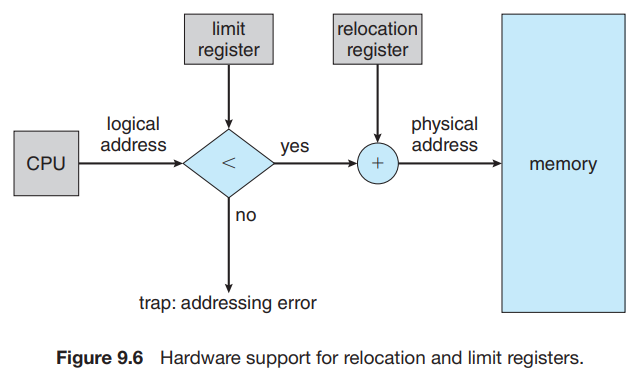 limit
register
relocation
register
logical
address
physical
address
CPU
<
yes
+
memory
no
trap: addressing error
Figure 9.6 Hardware support for relocation and limit registers.